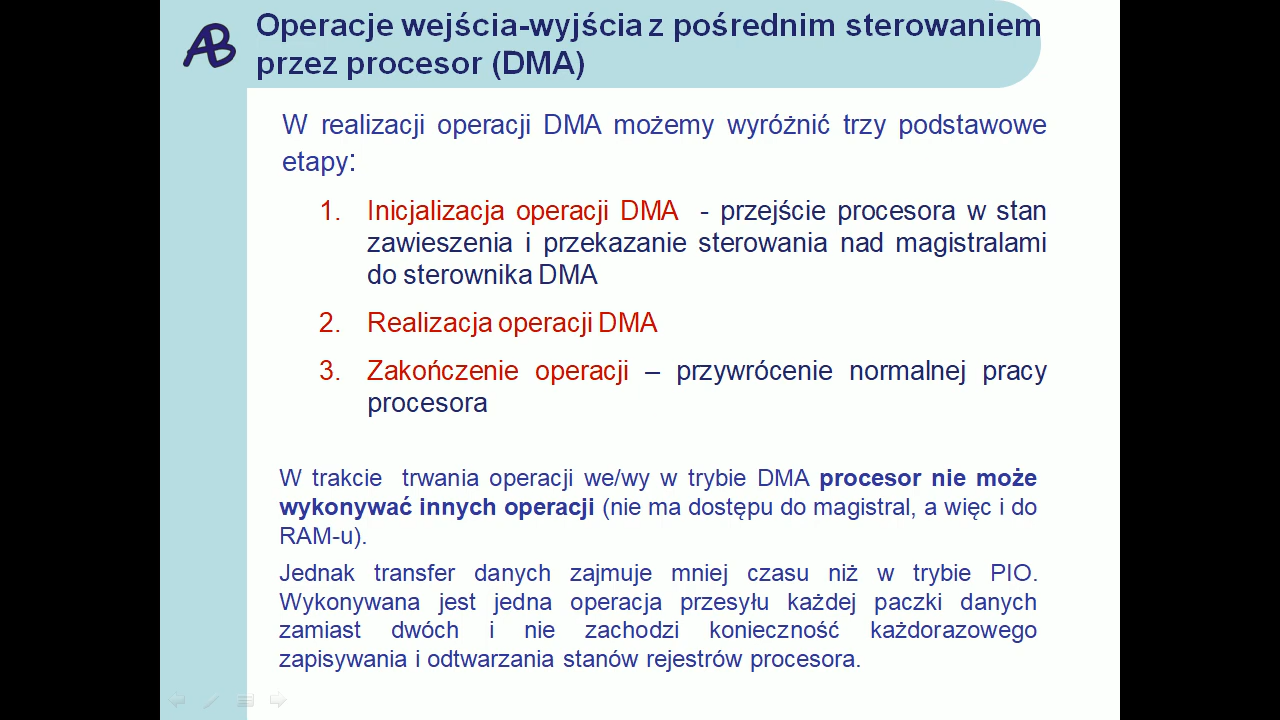 AB
Operacje wejścia-wyjścia z pośrednim sterowaniem
przez procesor (DMA)
W realizacji operacji DMA możemy wyróżnić trzy podstawowe
etapy:
1. Inicjalizacja operacji DMA - przejście procesora w stan
zawieszenia i przekazanie sterowania nad magistralami
do sterownika DMA
2. Realizacja operacji DMA
3. Zakończenie operacji – przywrócenie normalnej pracy
procesora
W trakcie trwania operacji we/wy w trybie DMA procesor nie może
wykonywać innych operacji (nie ma dostępu do magistral, a więc i do
RAM-u).
Jednak transfer danych zajmuje mniej czasu niż w trybie PIO.
Wykonywana jest jedna operacja przesyłu każdej paczki danych
zamiast dwóch i nie zachodzi konieczność każdorazowego
zapisywania i odtwarzania stanów rejestrów procesora.